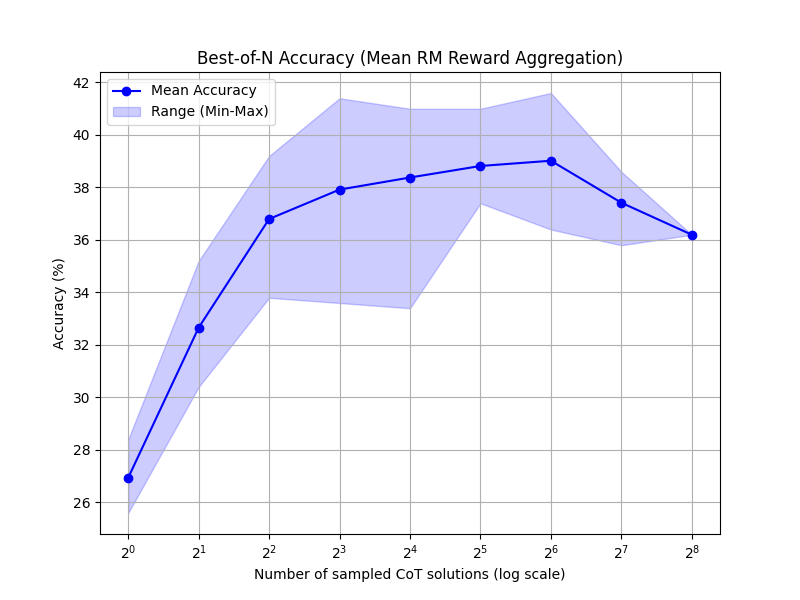 Best-of-N Accuracy (Mean RM Reward Aggregation)
Mean Accuracy
Range (Min-Max)
Accuracy (%)
42
40
38
36
34
32
30
28
26
2^0 2^1 2^2 2^3 2^4 2^5 2^6 2^7 2^8
Number of sampled CoT solutions (log scale)